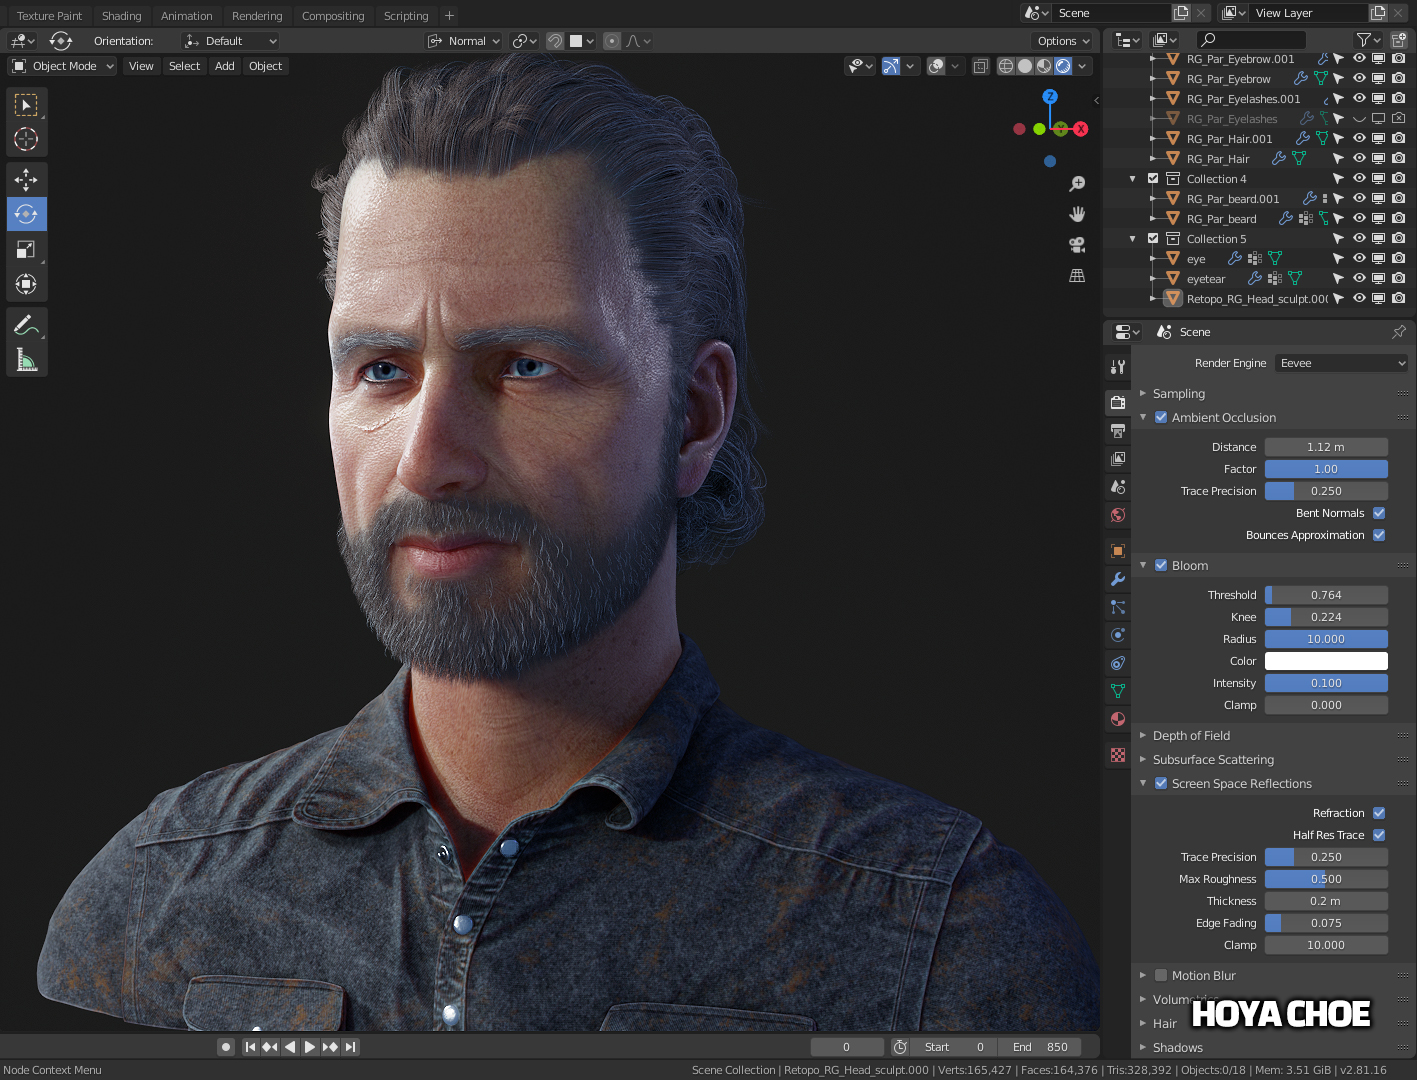 Texture Paint Shading Animation Rendering Compositing Scripting +
Scene View Layer
Orientation: Default Normal Options
Object Mode View Select Add Object
Z
Y
X
RG_Par_Eyebrow.001
RG_Par_Eyebrow
RG_Par_Eyelashes.001
RG_Par_Eyelashes
RG_Par_Hair.001
RG_Par_Hair
Collection 4
RG_Par_beard.001
RG_Par_beard
Collection 5
eye
eyetear
Retopo_RG_Head_sculpt.000
Scene
Render Engine Eevee
Sampling
Ambient Occlusion
Distance 1.12 m
Factor 1.00
Trace Precision 0.250
Bent Normals
Bounces Approximation
Bloom
Threshold 0.764
Knee 0.224
Radius 10.000
Color
Intensity 0.100
Clamp 0.000
Depth of Field
Subsurface Scattering
Screen Space Reflections
Refraction
Half Res Trace
Trace Precision 0.250
Max Roughness 0.500
Thickness 0.2 m
Edge Fading 0.075
Clamp 10.000
Motion Blur
Volumetrics
HOYA CHOE
Hair
Shadows
0 Start 0 End 850
Node Context Menu
Scene Collection | Retopo_RG_Head_sculpt.000 | Verts:165,427 | Faces:164,376 | Tris:328,392 | Objects:0/18 | Mem: 3.51 GiB | v2.81.16